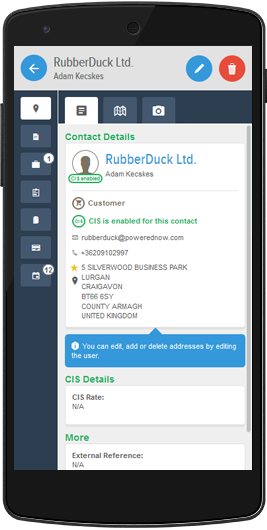 RubberDuck Ltd.
Adam Kecskes
1
12
Contact Details
RubberDuck Ltd.
Adam Kecskes
CIS enabled
Customer
CIS CIS is enabled for this contact
rubberduck@powerednow.com
+36209102997
5 SILVERWOOD BUSINESS PARK
LURGAN
CRAIGAVON
BT66 6SY
COUNTY ARMAGH
UNITED KINGDOM
You can edit, add or delete addresses by editing
the user.
CIS Details
CIS Rate:
N/A
More
External Reference:
N/A